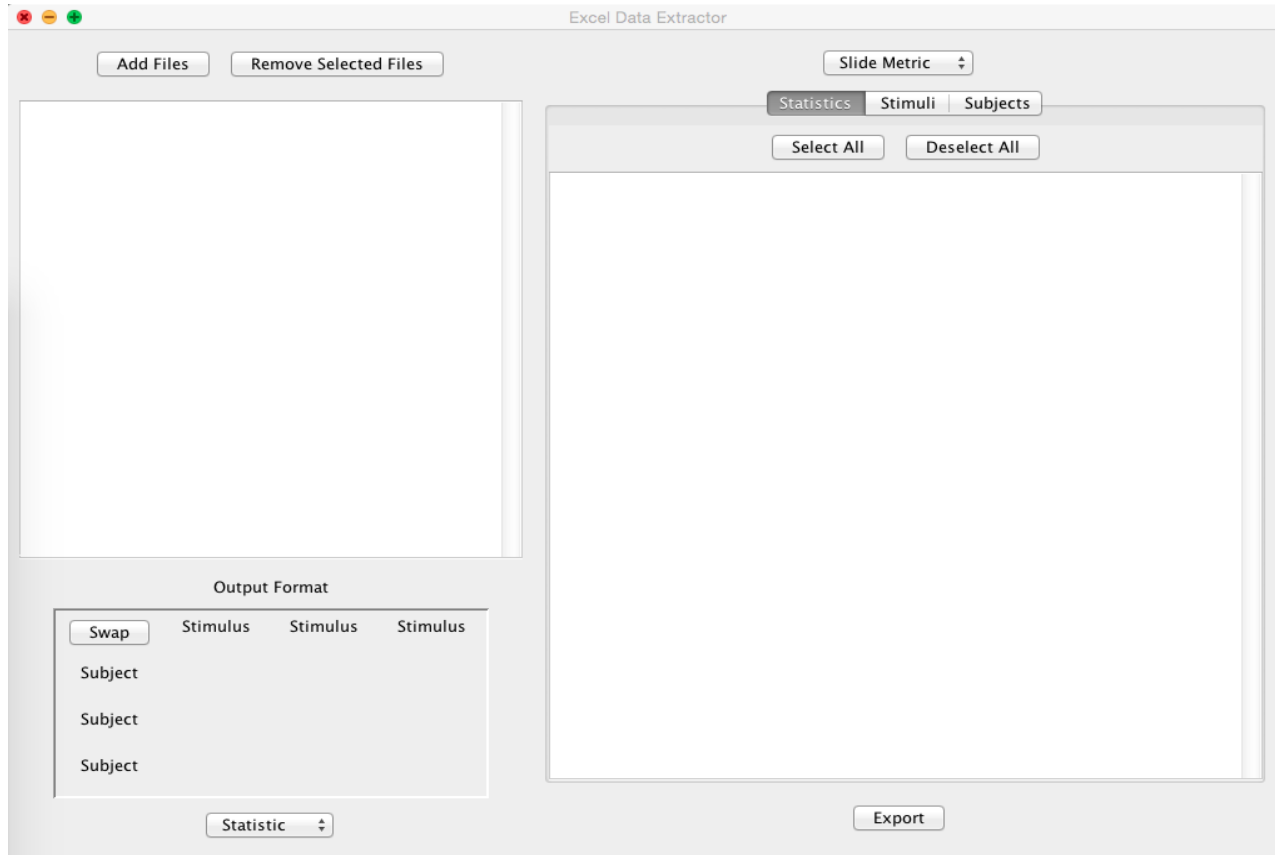 Excel Data Extractor
Add Files Remove Selected Files
Slide Metric
Statistics Stimuli Subjects
Select All Deselect All
Output Format
Swap Stimulus Stimulus Stimulus
Subject
Subject
Subject
Statistic
Export